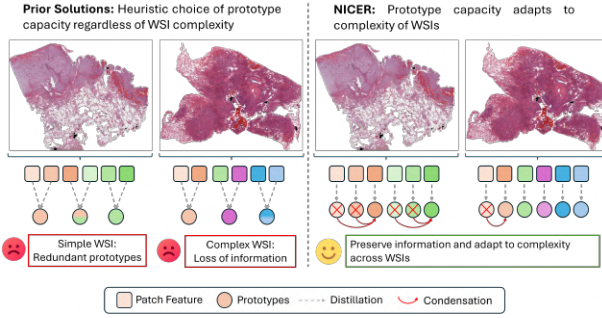 Prior Solutions: Heuristic choice of prototype
capacity regardless of WSI complexity
NICER: Prototype capacity adapts to
complexity of WSIs
Simple WSI:
Redundant prototypes
Complex WSI:
Loss of information
Preserve information and adapt to complexity
across WSIs
Patch Feature
Prototypes
Distillation
Condensation